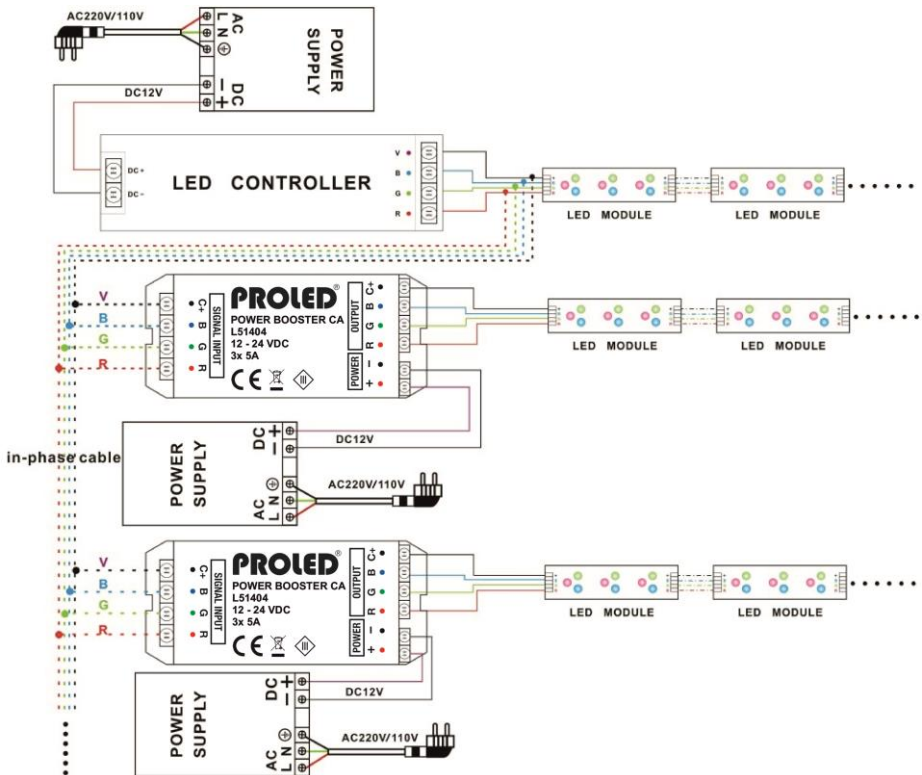 AC220V/110V
L
N
AC
POWER
SUPPLY
DC12V
−
+
DC
DC+
DC−
LED CONTROLLER
V
B
G
R
LED MODULE
LED MODULE
V
B
G
R
C+
B
G
R
SIGNAL INPUT
PROLED®
POWER BOOSTER CA
L51404
12 - 24 VDC
3x 5A
CE
OUTPUT
C+
B
G
R
POWER
−
+
LED MODULE
LED MODULE
in-phase cable
POWER
SUPPLY
DC
+
−
DC12V
AC
N
L
AC220V/110V
V
B
G
R
C+
B
G
R
SIGNAL INPUT
PROLED®
POWER BOOSTER CA
L51404
12 - 24 VDC
3x 5A
CE
OUTPUT
C+
B
G
R
POWER
−
+
LED MODULE
LED MODULE
POWER
SUPPLY
DC
+
−
DC12V
AC
N
L
AC220V/110V